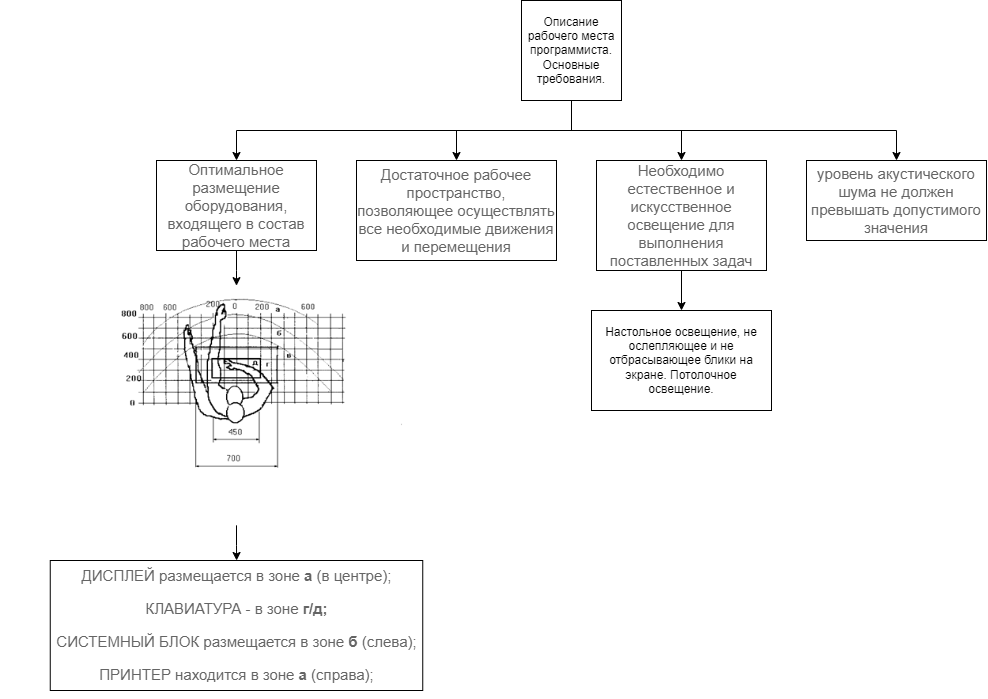 Описание
рабочего места
программиста.
Основные
требования.
Оптимальное
размещение
оборудования,
входящего в состав
рабочего места
Достаточное рабочее
пространство,
позволяющее осуществлять
все необходимые движения
и перемещения
Необходимо
естественное и
искусственное
освещение для
выполнения
поставленных задач
уровень акустического
шума не должен
превышать допустимого
значения
800 600 200 0 200 600
а
800
б
600
в
400
г
д
200
0
450
700
Настольное освещение, не
ослепляющее и не
отбрасывающее блики на
экране. Потолочное
освещение.
ДИСПЛЕЙ размещается в зоне а (в центре);
КЛАВИАТУРА - в зоне г/д;
СИСТЕМНЫЙ БЛОК размещается в зоне б (слева);
ПРИНТЕР находится в зоне а (справа);